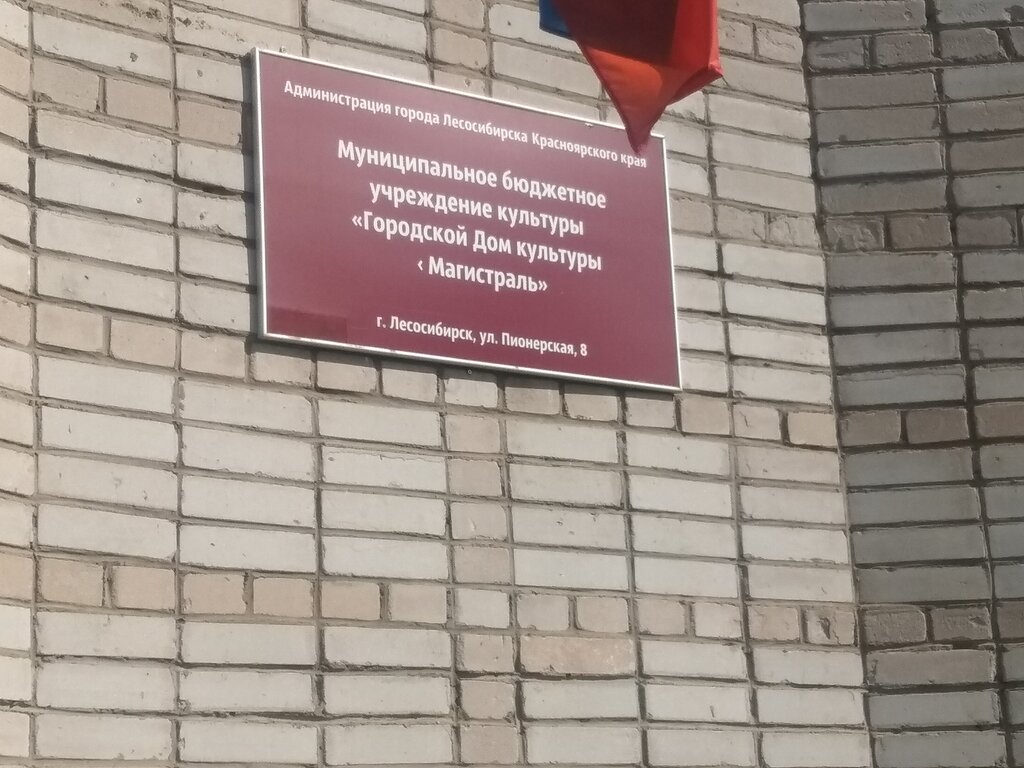 Администрация города Лесосибирска Красноярского края
Муниципальное бюджетное
учреждение культуры
«Городской Дом культуры
‹ Магистраль»
г. Лесосибирск, ул. Пионерская, 8